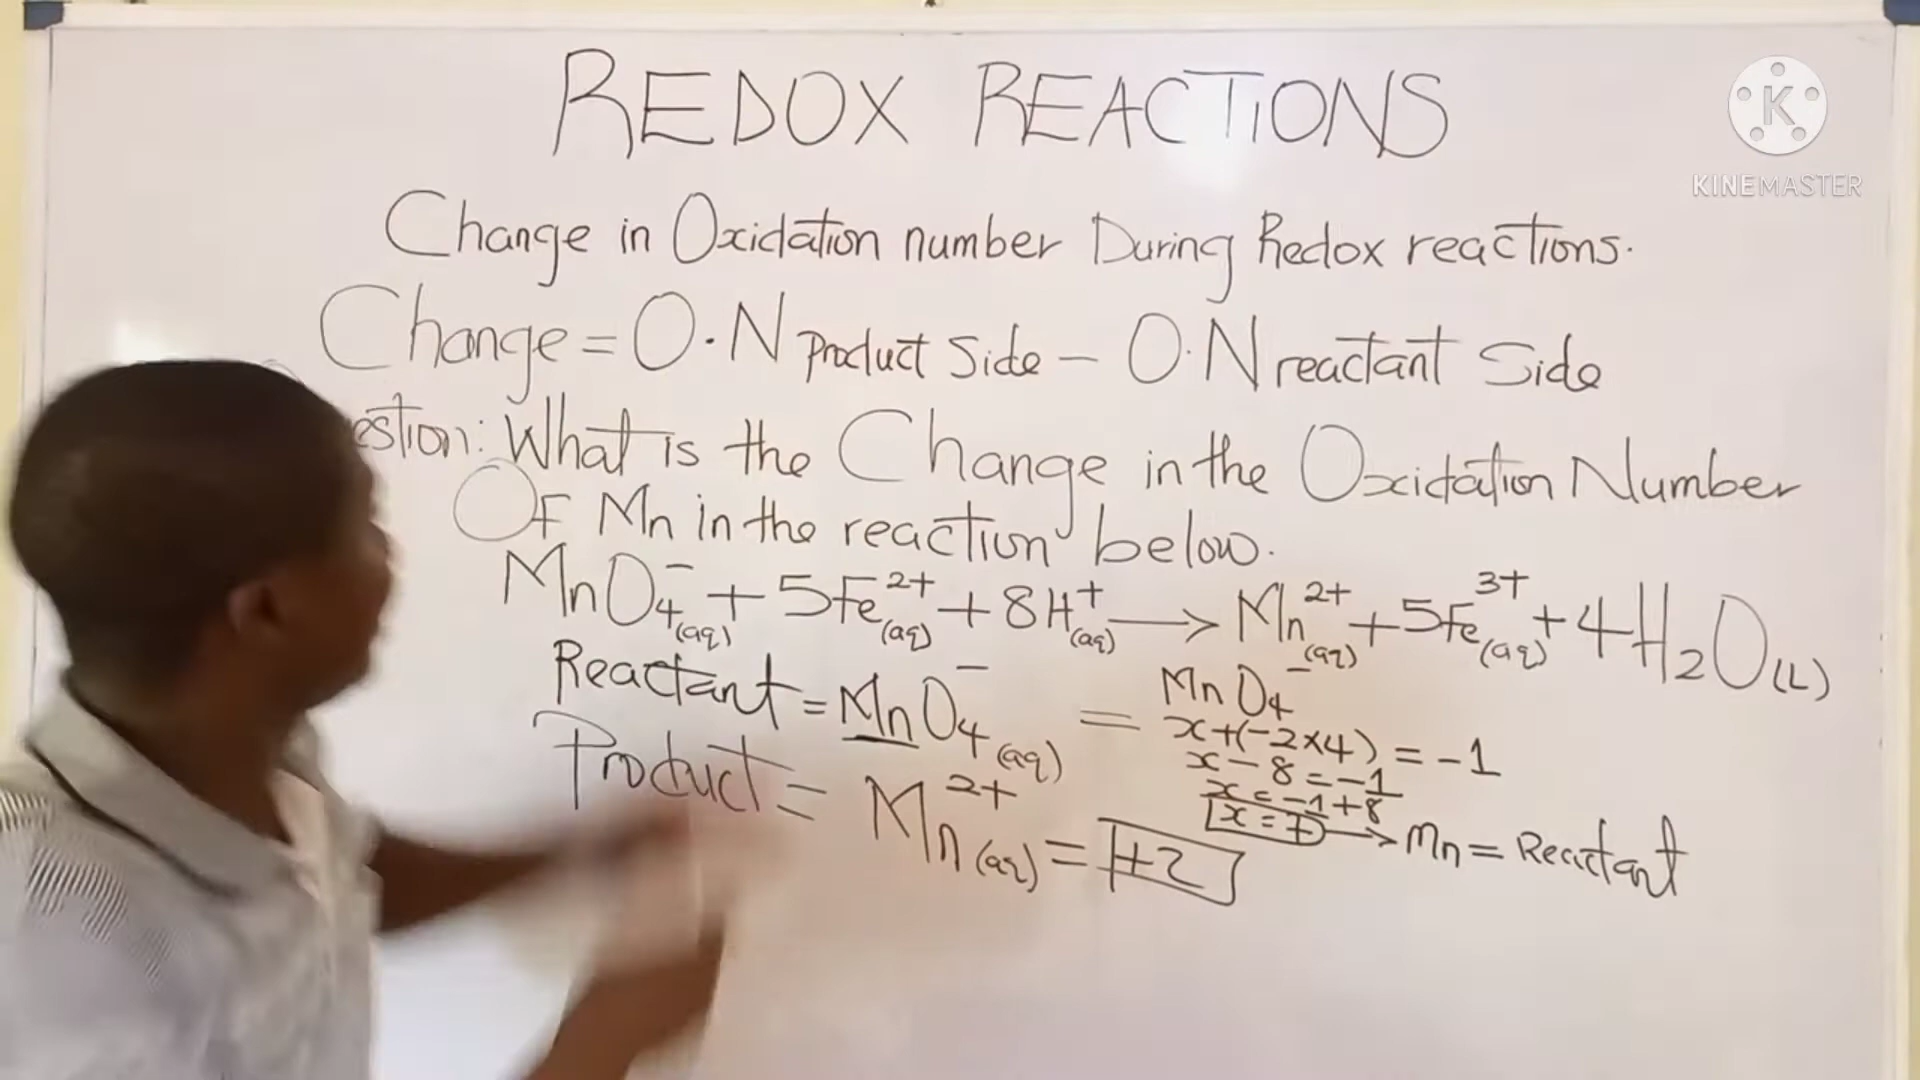 REDOX REACTIONS
KINEMASTER
Change in Oxidation number During Redox reactions.
Change = O.N Product Side - O.N reactant Side
estion: What is the Change in the Oxidation Number
OF Mn in the reaction below.
MnO₄⁻(aq) + 5Fe²⁺(aq) + 8H⁺(aq) → Mn²⁺(aq) + 5Fe³⁺(aq) + 4H₂O(L)
Reactant = MnO₄⁻(aq) = MnO₄⁻
x+(-2x4) = -1
x - 8 = -1
x = -1+8
x = 7 → Mn = Reactant
Product = Mn²⁺(aq) = +2